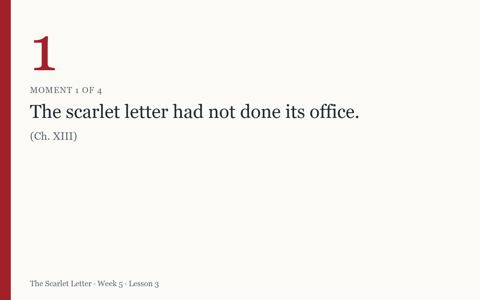 1
MOMENT 1 OF 4
The scarlet letter had not done its office.
(Ch. XIII)
The Scarlet Letter · Week 5 · Lesson 3